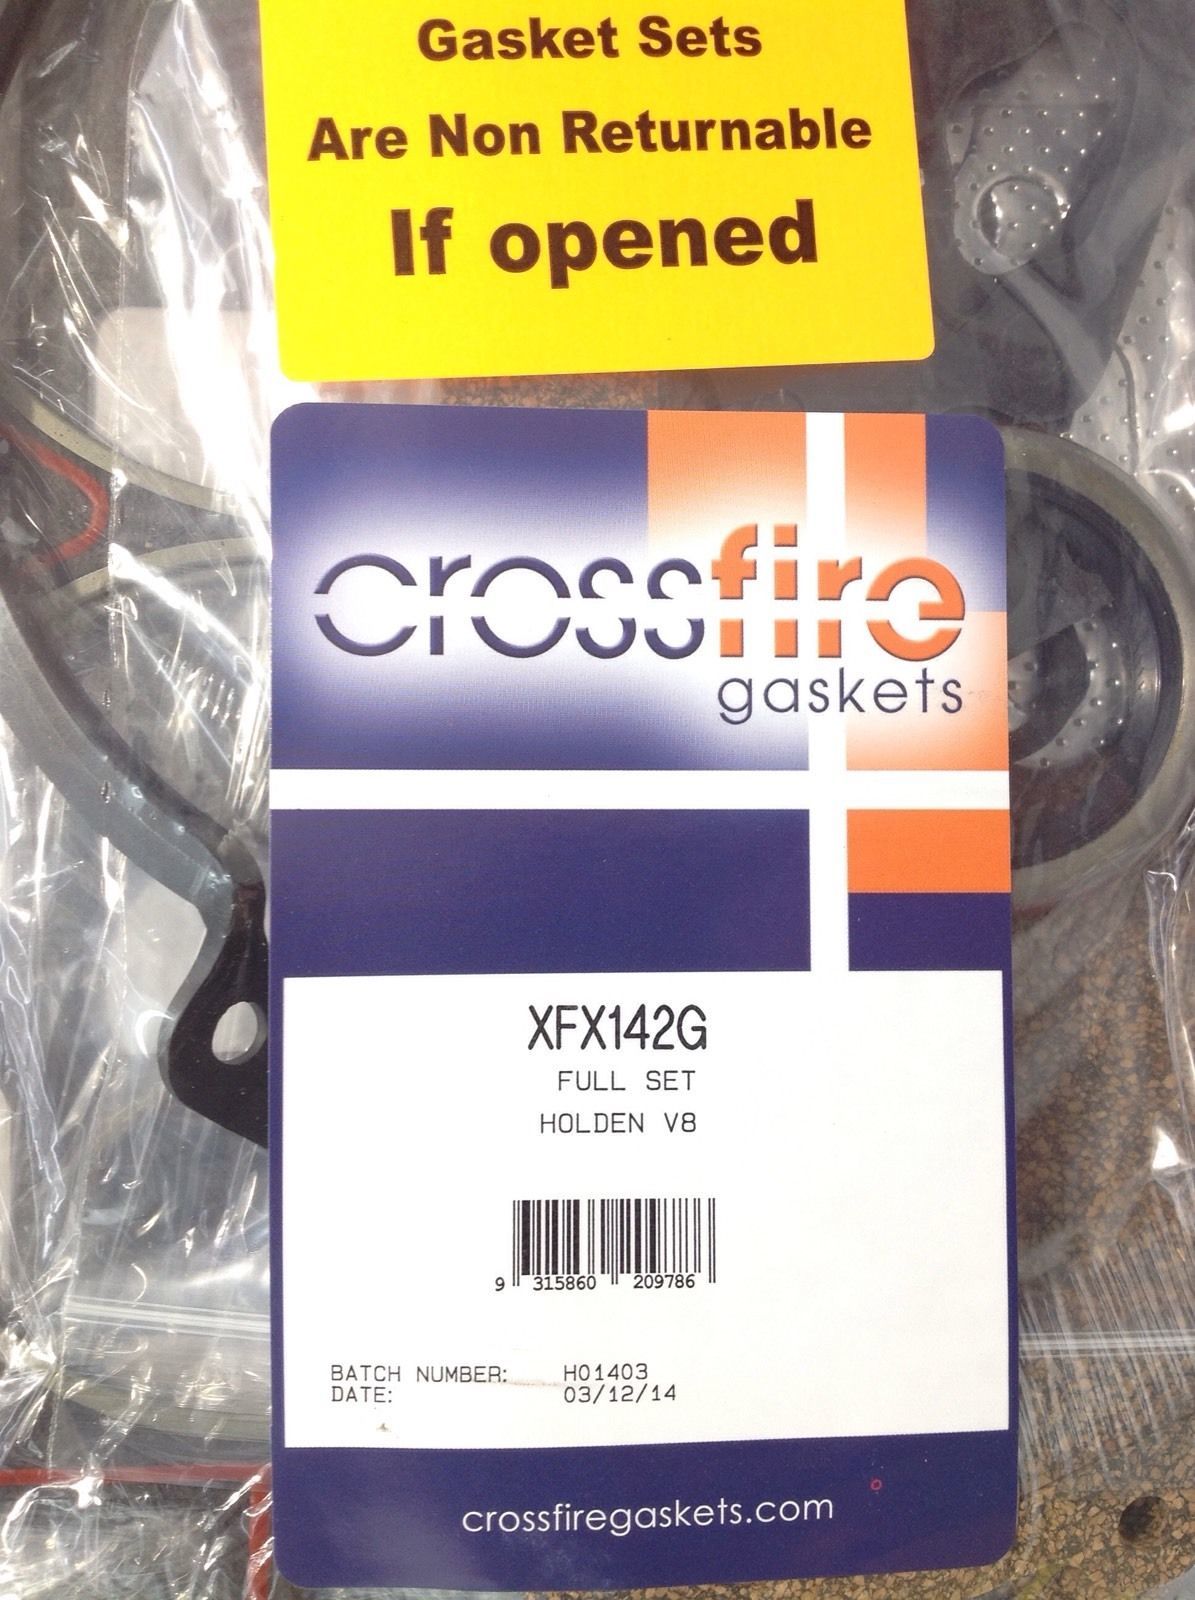 Gasket Sets
Are Non Returnable
If opened
crossfire
gaskets
XFX142G
FULL SET
HOLDEN V8
9 315860 209786
BATCH NUMBER: H01403
DATE: 03/12/14
crossfiregaskets.com